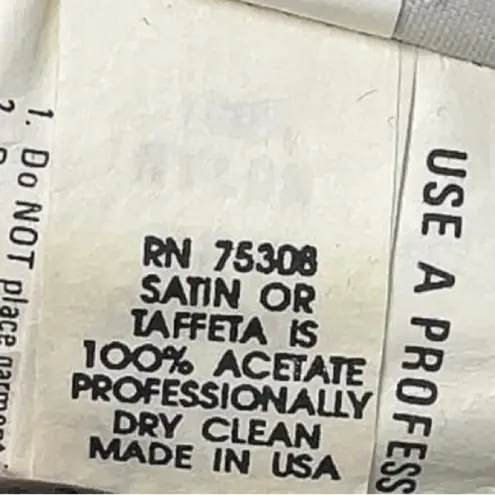 RN 75308
SATIN OR
TAFFETA IS
100% ACETATE
PROFESSIONALLY
DRY CLEAN
MADE IN USA
1. Do NOT place
2.
USE A PROFESS